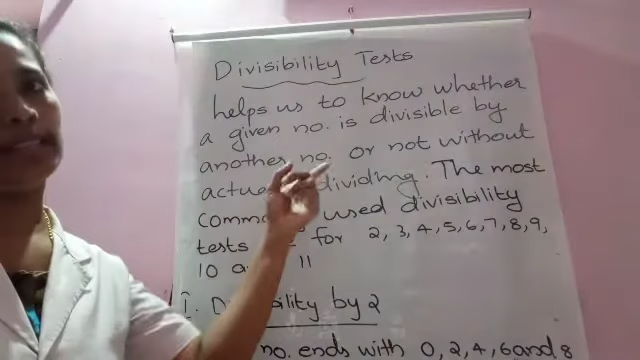 Divisibility Tests
helps us to know whether
a given no. is divisible by
another no. or not without
dividing. The most
used divisibility
tests for 2, 3, 4, 5, 6, 7, 8, 9,
10 11
I. by 2
no. ends with 0, 2, 4, 6 and 8